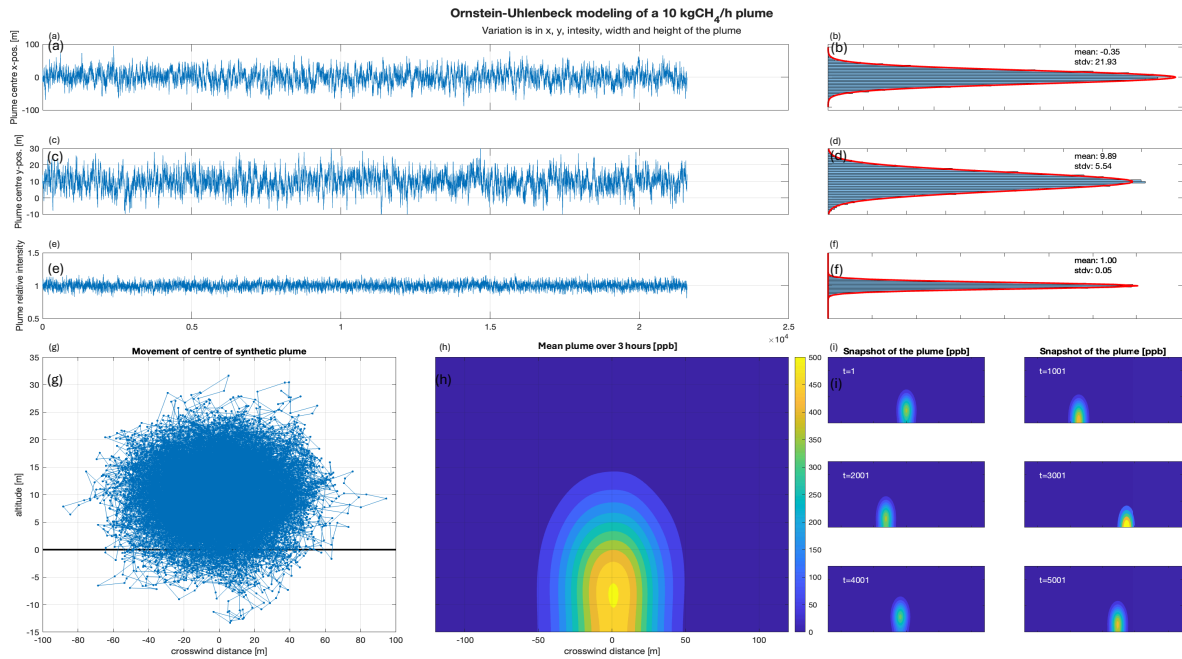 Ornstein-Uhlenbeck modeling of a 10 kgCH4/h plume
Variation is in x, y, intesity, width and height of the plume
(a)
(a)
Plume centre x-pos. [m]
100
0
-100
(b)
(b)
mean: -0.35
stdv: 21.93
(c)
(c)
Plume centre y-pos. [m]
30
20
10
0
-10
(d)
(d)
mean: 9.89
stdv: 5.54
(e)
(e)
Plume relative intensity
1.5
1
0.5
0 0.5 1 1.5 2 2.5
×10^4
(f)
(f)
mean: 1.00
stdv: 0.05
(g)
Movement of centre of synthetic plume
(g)
altitude [m]
35
30
25
20
15
10
5
0
-5
-10
-15
-100 -80 -60 -40 -20 0 20 40 60 80 100
crosswind distance [m]
(h)
Mean plume over 3 hours [ppb]
(h)
-50 0 50
crosswind distance [m]
500
450
400
350
300
250
200
150
100
50
0
(i)
Snapshot of the plume [ppb] Snapshot of the plume [ppb]
(i)
t=1 t=1001
t=2001 t=3001
t=4001 t=5001